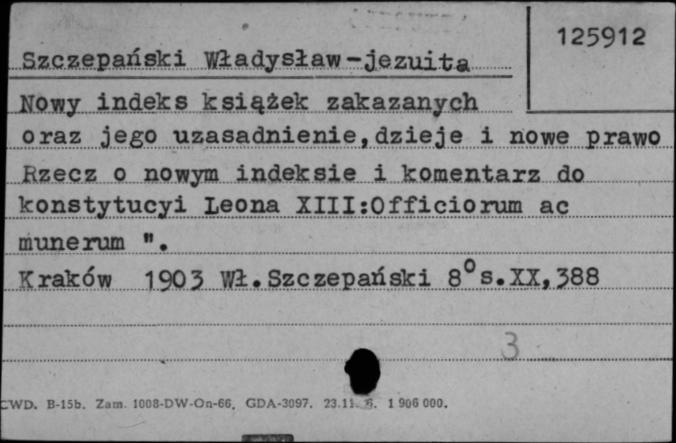 125912
Szczepański Władysław-jezuita
Nowy indeks książek zakazanych
oraz jego uzasadnienie,dzieje i nowe prawo
Rzecz o nowym indeksie i komentarz do
konstytucyi Leona XIII:Officiorum ac
munerum ".
Kraków 1903 Wł.Szczepański 8° s.XX,388
3
CWD. B-15b. Zam. 1008-DW-On-66, GDA-3097. 1 906 000.